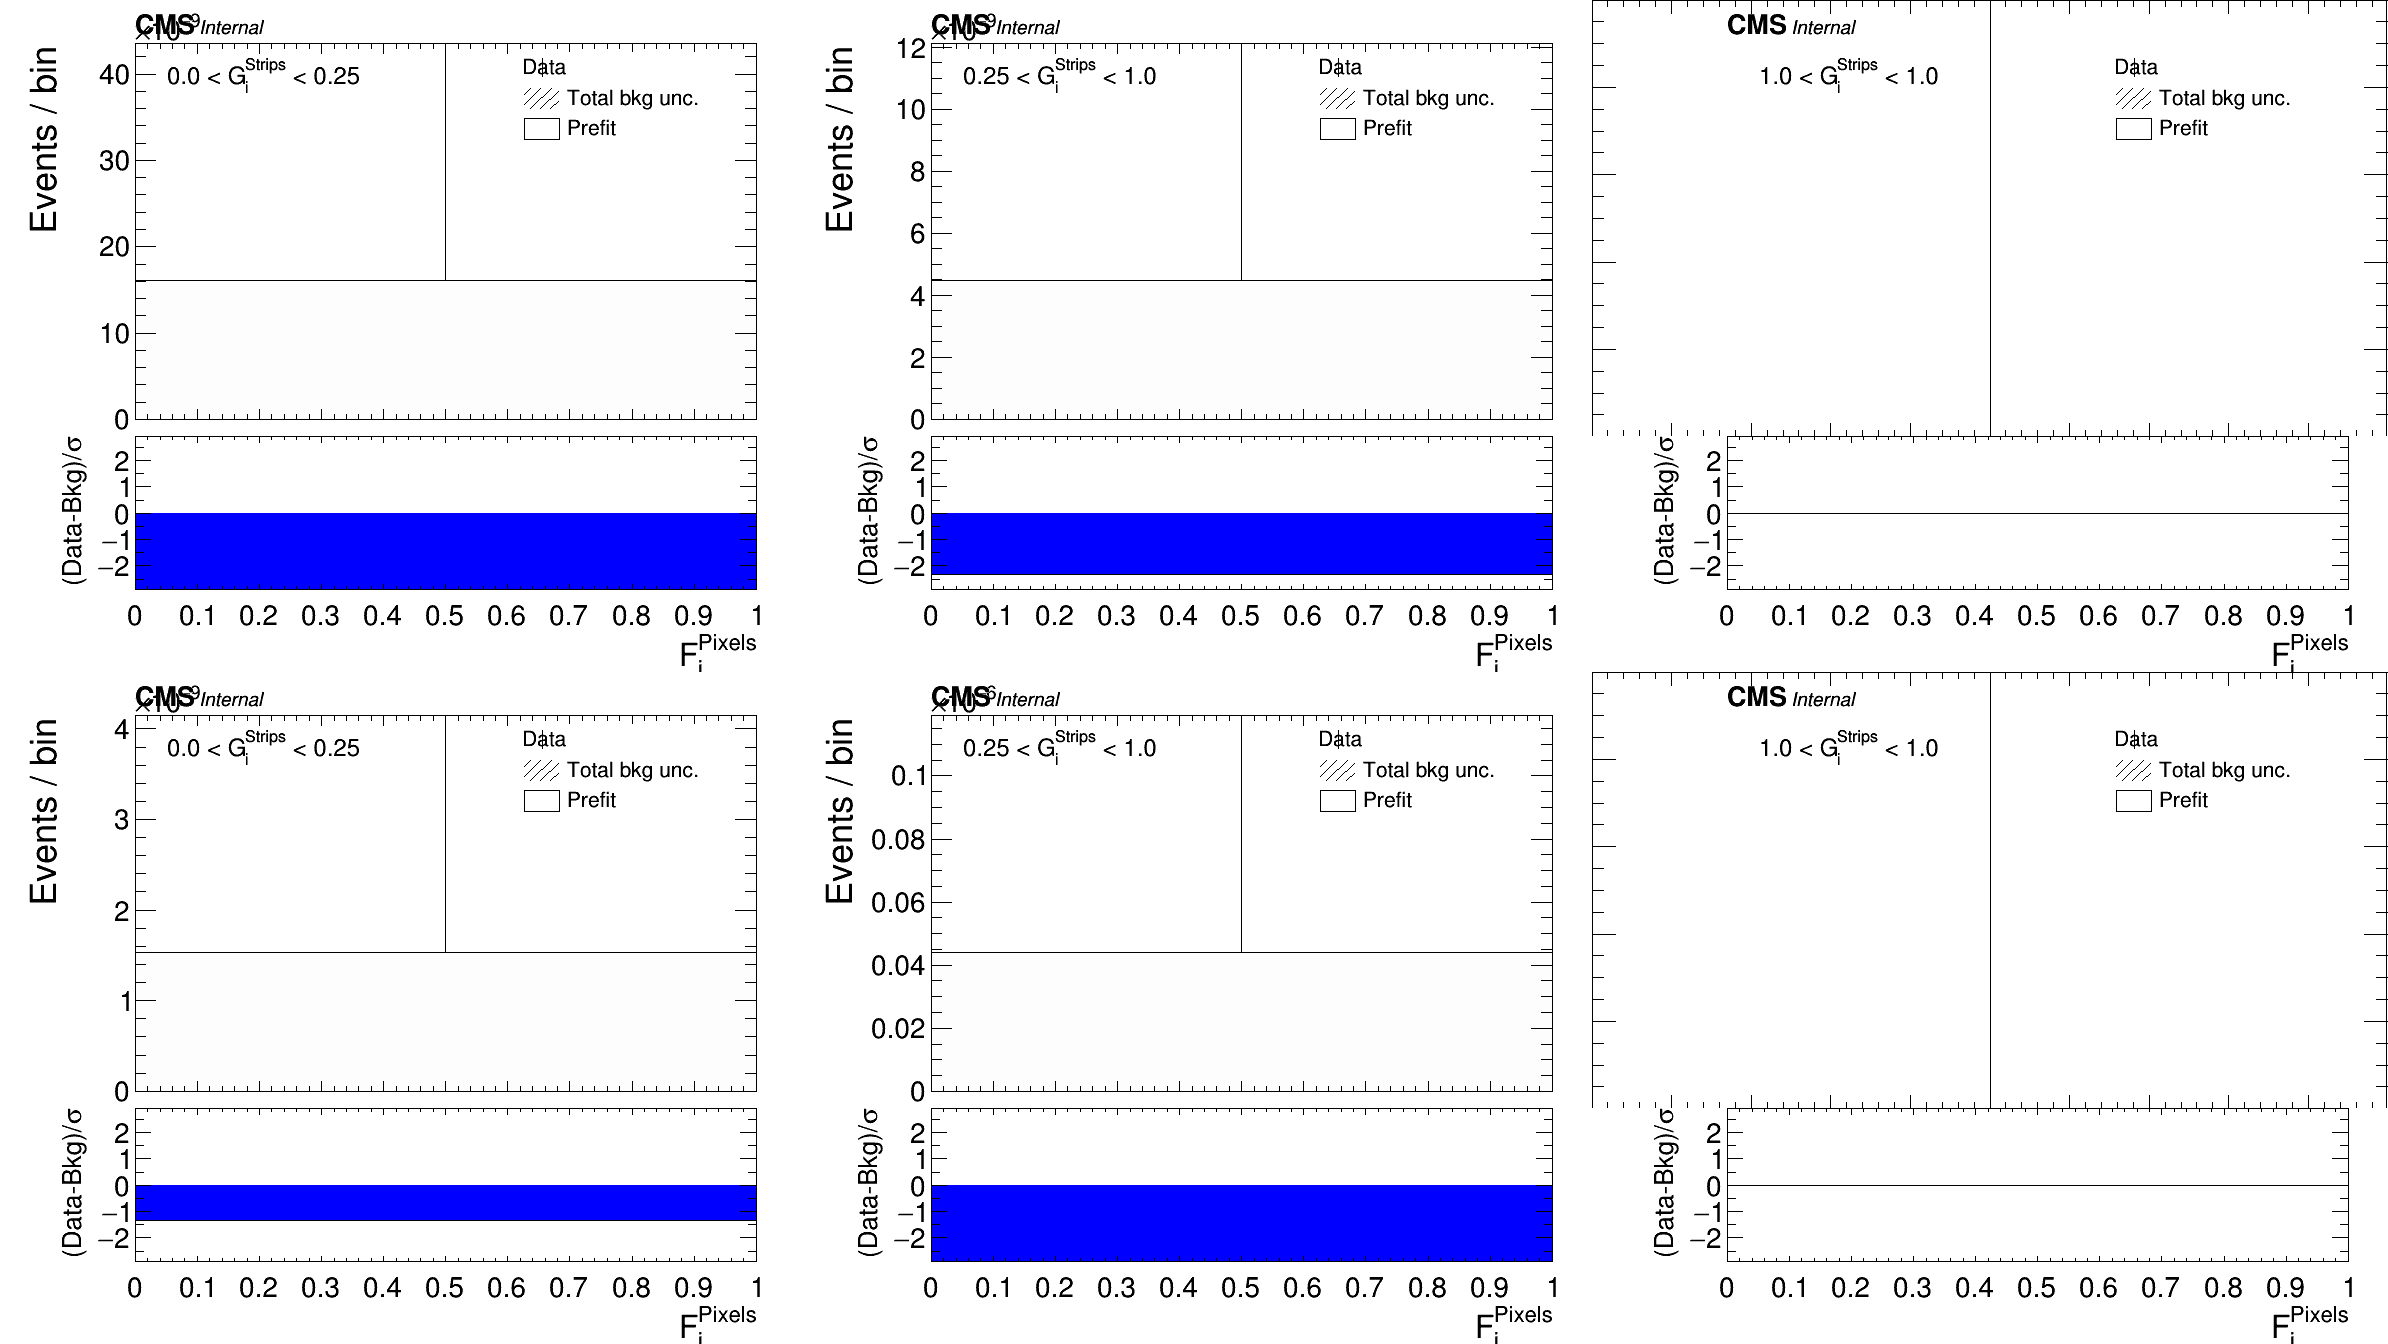 CMS Internal
Events / bin
0.0 < G_i^Strips < 0.25
Data
Total bkg unc.
Prefit
40
30
20
10
0
(Data-Bkg)/σ
2
1
0
−1
−2
0 0.1 0.2 0.3 0.4 0.5 0.6 0.7 0.8 0.9 1
F_i^Pixels
CMS Internal
Events / bin
0.25 < G_i^Strips < 1.0
Data
Total bkg unc.
Prefit
12
10
8
6
4
2
0
(Data-Bkg)/σ
2
1
0
−1
−2
0 0.1 0.2 0.3 0.4 0.5 0.6 0.7 0.8 0.9 1
F_i^Pixels
CMS Internal
1.0 < G_i^Strips < 1.0
Data
Total bkg unc.
Prefit
(Data-Bkg)/σ
2
1
0
−1
−2
0 0.1 0.2 0.3 0.4 0.5 0.6 0.7 0.8 0.9 1
F_i^Pixels
CMS Internal
Events / bin
0.0 < G_i^Strips < 0.25
Data
Total bkg unc.
Prefit
4
3
2
1
0
(Data-Bkg)/σ
2
1
0
−1
−2
0 0.1 0.2 0.3 0.4 0.5 0.6 0.7 0.8 0.9 1
F_i^Pixels
CMS Internal
Events / bin
0.25 < G_i^Strips < 1.0
Data
Total bkg unc.
Prefit
0.1
0.08
0.06
0.04
0.02
0
(Data-Bkg)/σ
2
1
0
−1
−2
0 0.1 0.2 0.3 0.4 0.5 0.6 0.7 0.8 0.9 1
F_i^Pixels
CMS Internal
1.0 < G_i^Strips < 1.0
Data
Total bkg unc.
Prefit
(Data-Bkg)/σ
2
1
0
−1
−2
0 0.1 0.2 0.3 0.4 0.5 0.6 0.7 0.8 0.9 1
F_i^Pixels